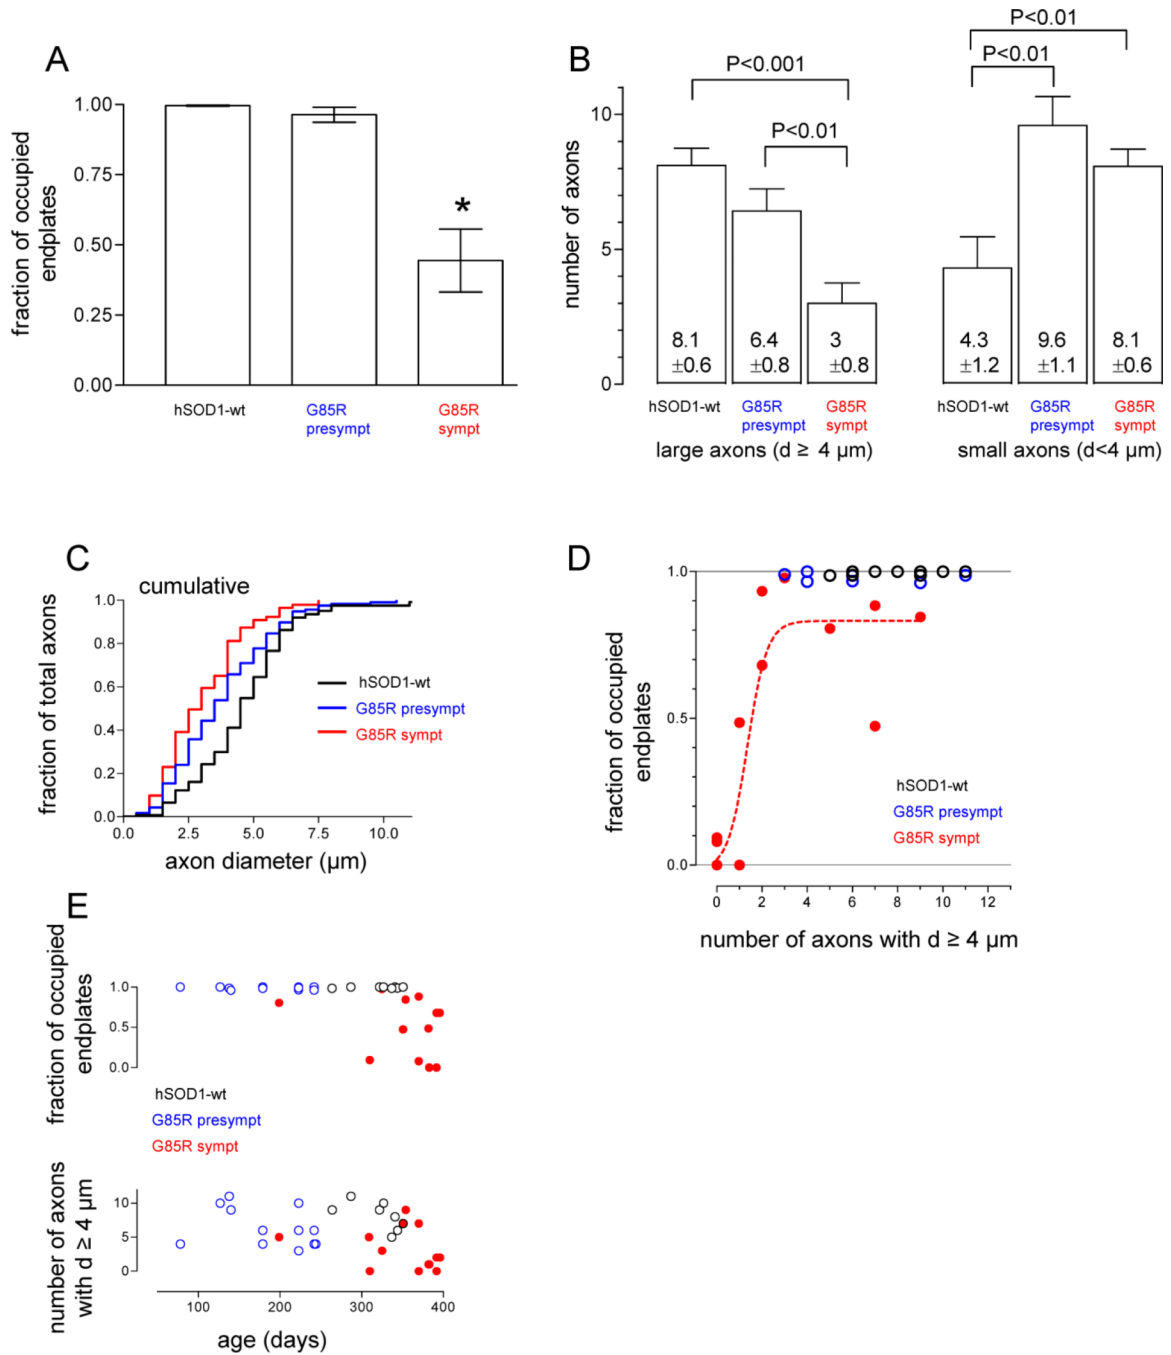 A
fraction of occupied
endplates
1.00
0.75
0.50
0.25
0.00
*
hSOD1-wt
G85R
presympt
G85R
sympt
B
number of axons
10
5
0
P<0.001
P<0.01
P<0.01
P<0.01
8.1
±0.6
6.4
±0.8
3
±0.8
4.3
±1.2
9.6
±1.1
8.1
±0.6
hSOD1-wt
G85R
presympt
G85R
sympt
hSOD1-wt
G85R
presympt
G85R
sympt
large axons (d ≥ 4 µm)
small axons (d<4 µm)
C
cumulative
fraction of total axons
1.0
0.8
0.6
0.4
0.2
0.0
hSOD1-wt
G85R presympt
G85R sympt
0.0 2.5 5.0 7.5 10.0
axon diameter (µm)
D
fraction of occupied
endplates
1.0
0.5
0.0
hSOD1-wt
G85R presympt
G85R sympt
0 2 4 6 8 10 12
number of axons with d ≥ 4 µm
E
fraction of occupied
endplates
1.0
0.5
0.0
hSOD1-wt
G85R presympt
G85R sympt
number of axons
with d ≥ 4 µm
10
5
0
100 200 300 400
age (days)